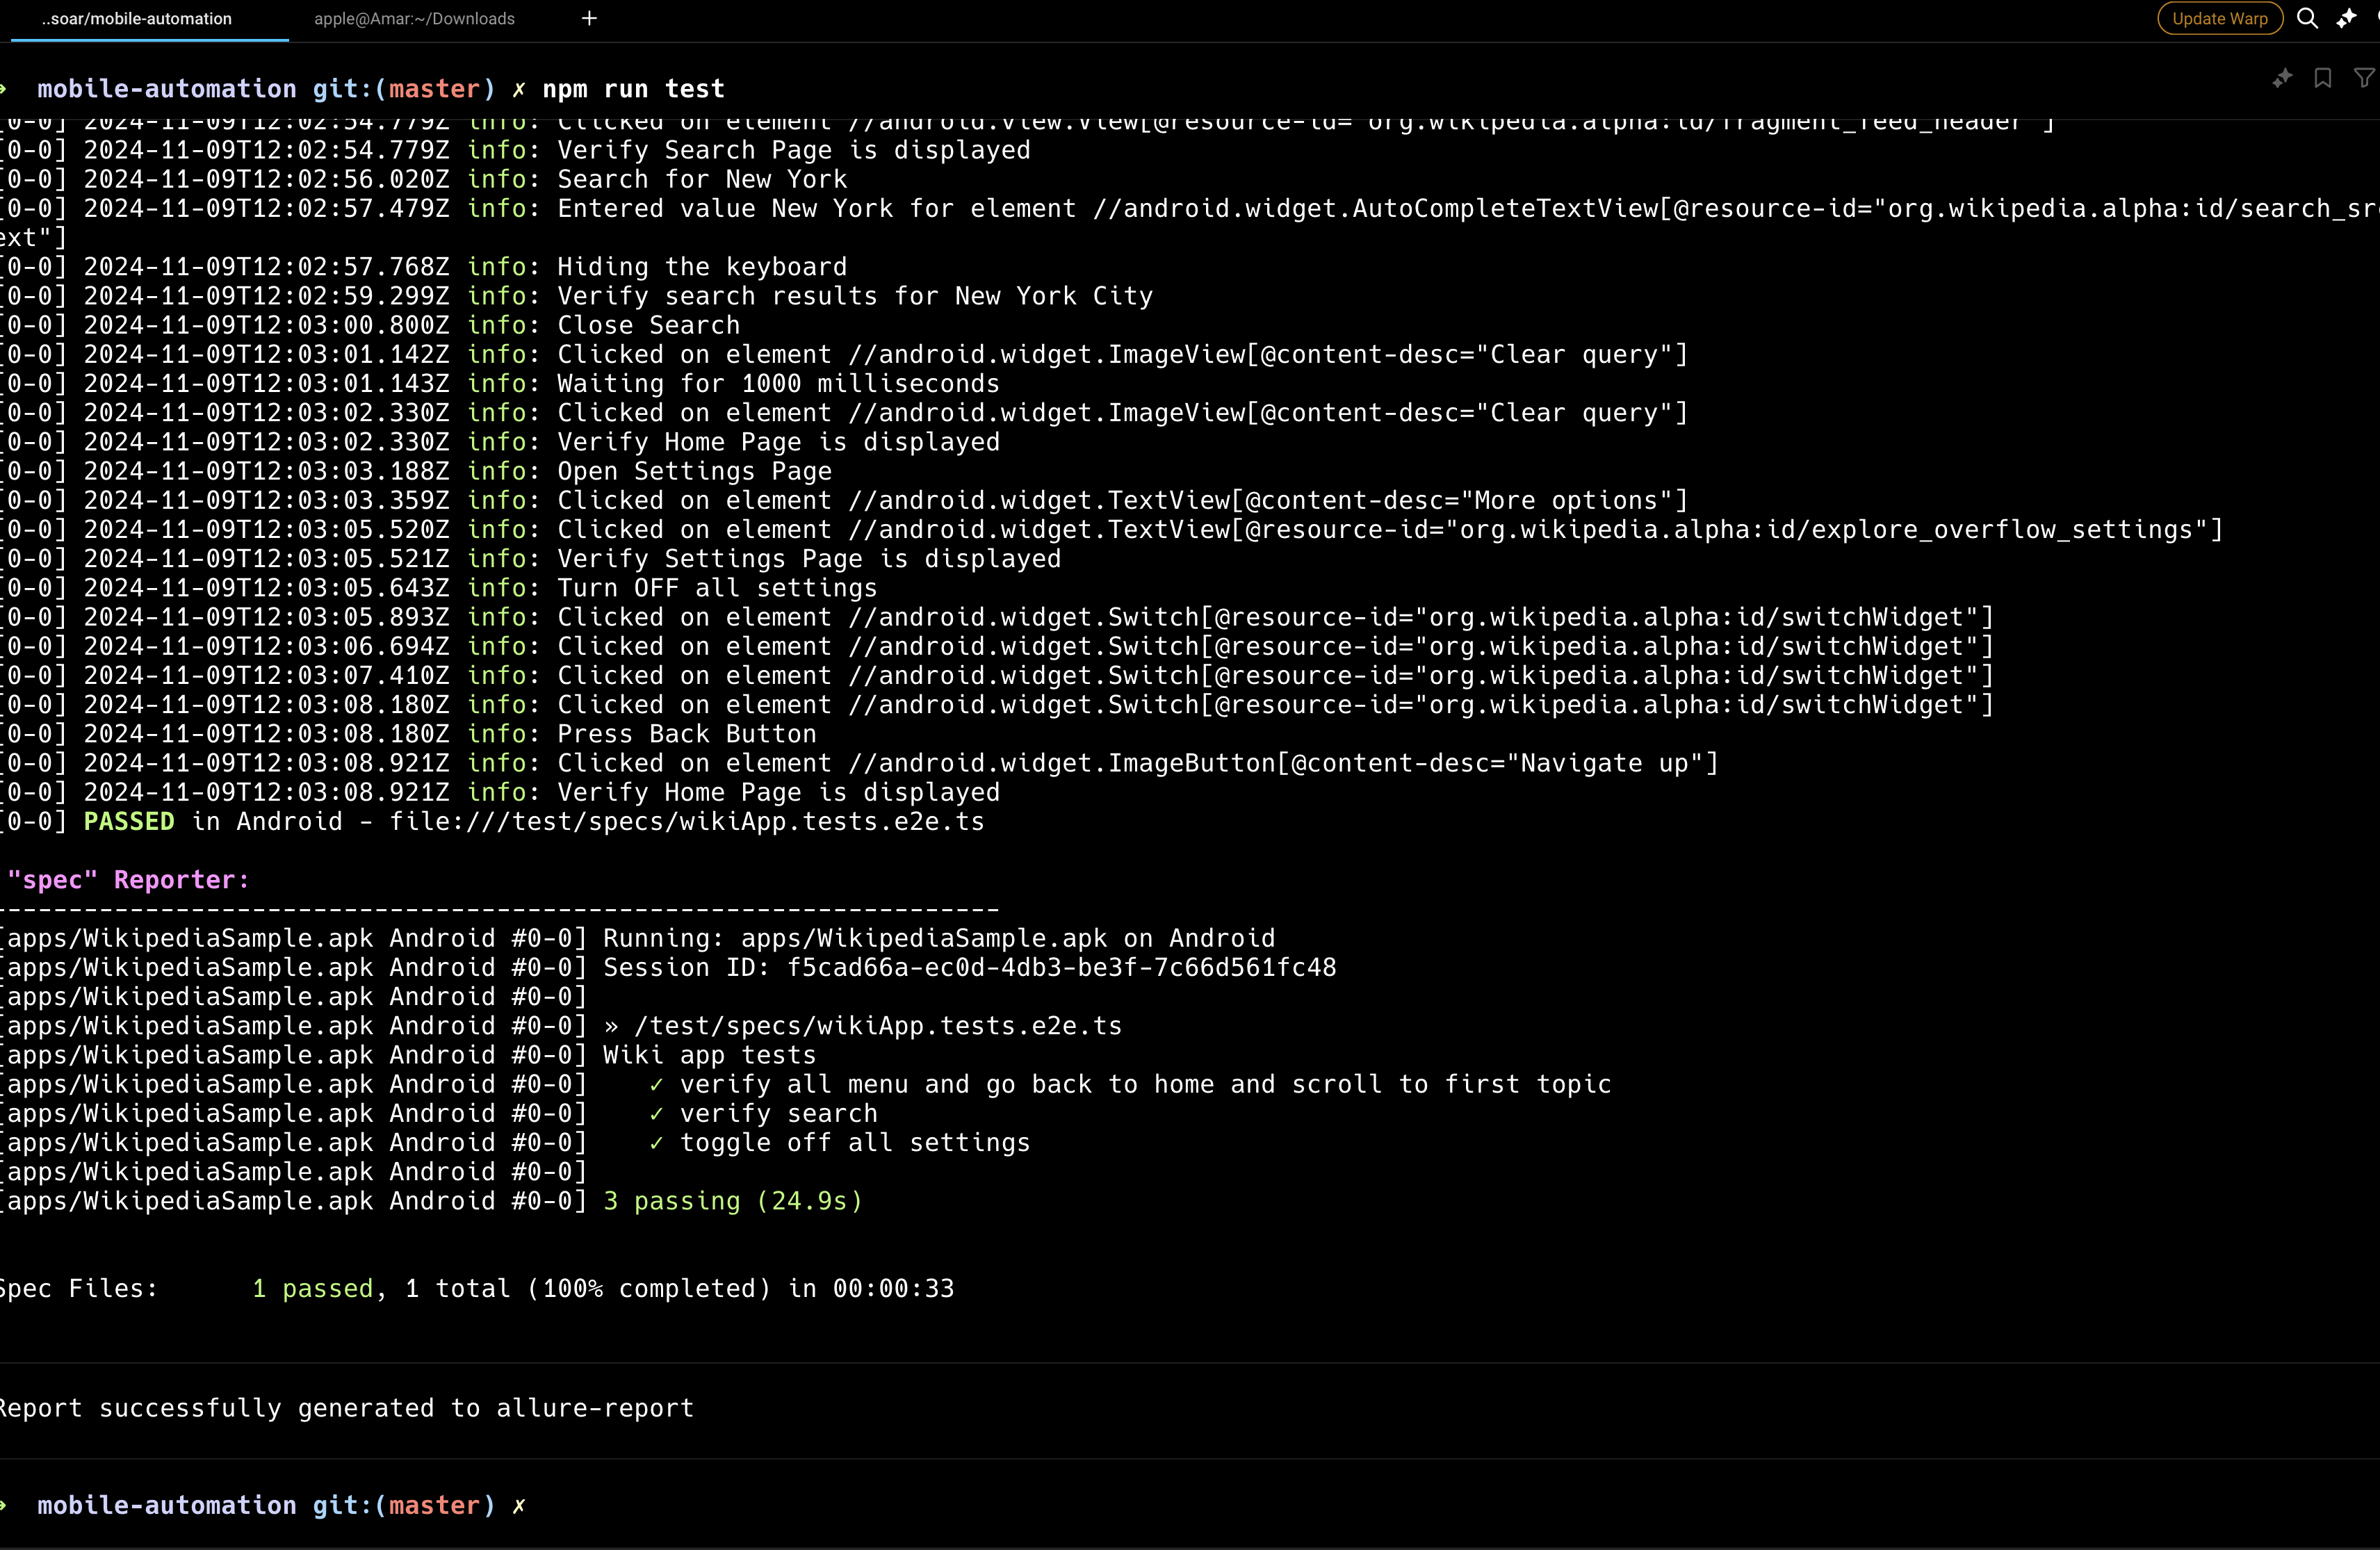 ..soar/mobile-automation
apple@Amar:~/Downloads
+
Update Warp
mobile-automation git:(master) ✗ npm run test
[0-0] 2024-11-09T12:02:54.779Z info: Clicked on element //android.view.View[@resource-id="org.wikipedia.alpha:id/fragment_feed_header"]
[0-0] 2024-11-09T12:02:54.779Z info: Verify Search Page is displayed
[0-0] 2024-11-09T12:02:56.020Z info: Search for New York
[0-0] 2024-11-09T12:02:57.479Z info: Entered value New York for element //android.widget.AutoCompleteTextView[@resource-id="org.wikipedia.alpha:id/search_src
ext"]
[0-0] 2024-11-09T12:02:57.768Z info: Hiding the keyboard
[0-0] 2024-11-09T12:02:59.299Z info: Verify search results for New York City
[0-0] 2024-11-09T12:03:00.800Z info: Close Search
[0-0] 2024-11-09T12:03:01.142Z info: Clicked on element //android.widget.ImageView[@content-desc="Clear query"]
[0-0] 2024-11-09T12:03:01.143Z info: Waiting for 1000 milliseconds
[0-0] 2024-11-09T12:03:02.330Z info: Clicked on element //android.widget.ImageView[@content-desc="Clear query"]
[0-0] 2024-11-09T12:03:02.330Z info: Verify Home Page is displayed
[0-0] 2024-11-09T12:03:03.188Z info: Open Settings Page
[0-0] 2024-11-09T12:03:03.359Z info: Clicked on element //android.widget.TextView[@content-desc="More options"]
[0-0] 2024-11-09T12:03:05.520Z info: Clicked on element //android.widget.TextView[@resource-id="org.wikipedia.alpha:id/explore_overflow_settings"]
[0-0] 2024-11-09T12:03:05.521Z info: Verify Settings Page is displayed
[0-0] 2024-11-09T12:03:05.643Z info: Turn OFF all settings
[0-0] 2024-11-09T12:03:05.893Z info: Clicked on element //android.widget.Switch[@resource-id="org.wikipedia.alpha:id/switchWidget"]
[0-0] 2024-11-09T12:03:06.694Z info: Clicked on element //android.widget.Switch[@resource-id="org.wikipedia.alpha:id/switchWidget"]
[0-0] 2024-11-09T12:03:07.410Z info: Clicked on element //android.widget.Switch[@resource-id="org.wikipedia.alpha:id/switchWidget"]
[0-0] 2024-11-09T12:03:08.180Z info: Clicked on element //android.widget.Switch[@resource-id="org.wikipedia.alpha:id/switchWidget"]
[0-0] 2024-11-09T12:03:08.180Z info: Press Back Button
[0-0] 2024-11-09T12:03:08.921Z info: Clicked on element //android.widget.ImageButton[@content-desc="Navigate up"]
[0-0] 2024-11-09T12:03:08.921Z info: Verify Home Page is displayed
[0-0] PASSED in Android - file:///test/specs/wikiApp.tests.e2e.ts
"spec" Reporter:
------------------------------------------------------------------
[apps/WikipediaSample.apk Android #0-0] Running: apps/WikipediaSample.apk on Android
[apps/WikipediaSample.apk Android #0-0] Session ID: f5cad66a-ec0d-4db3-be3f-7c66d561fc48
[apps/WikipediaSample.apk Android #0-0]
[apps/WikipediaSample.apk Android #0-0] » /test/specs/wikiApp.tests.e2e.ts
[apps/WikipediaSample.apk Android #0-0] Wiki app tests
[apps/WikipediaSample.apk Android #0-0]    ✓ verify all menu and go back to home and scroll to first topic
[apps/WikipediaSample.apk Android #0-0]    ✓ verify search
[apps/WikipediaSample.apk Android #0-0]    ✓ toggle off all settings
[apps/WikipediaSample.apk Android #0-0]
[apps/WikipediaSample.apk Android #0-0] 3 passing (24.9s)
Spec Files:      1 passed, 1 total (100% completed) in 00:00:33
Report successfully generated to allure-report
mobile-automation git:(master) ✗